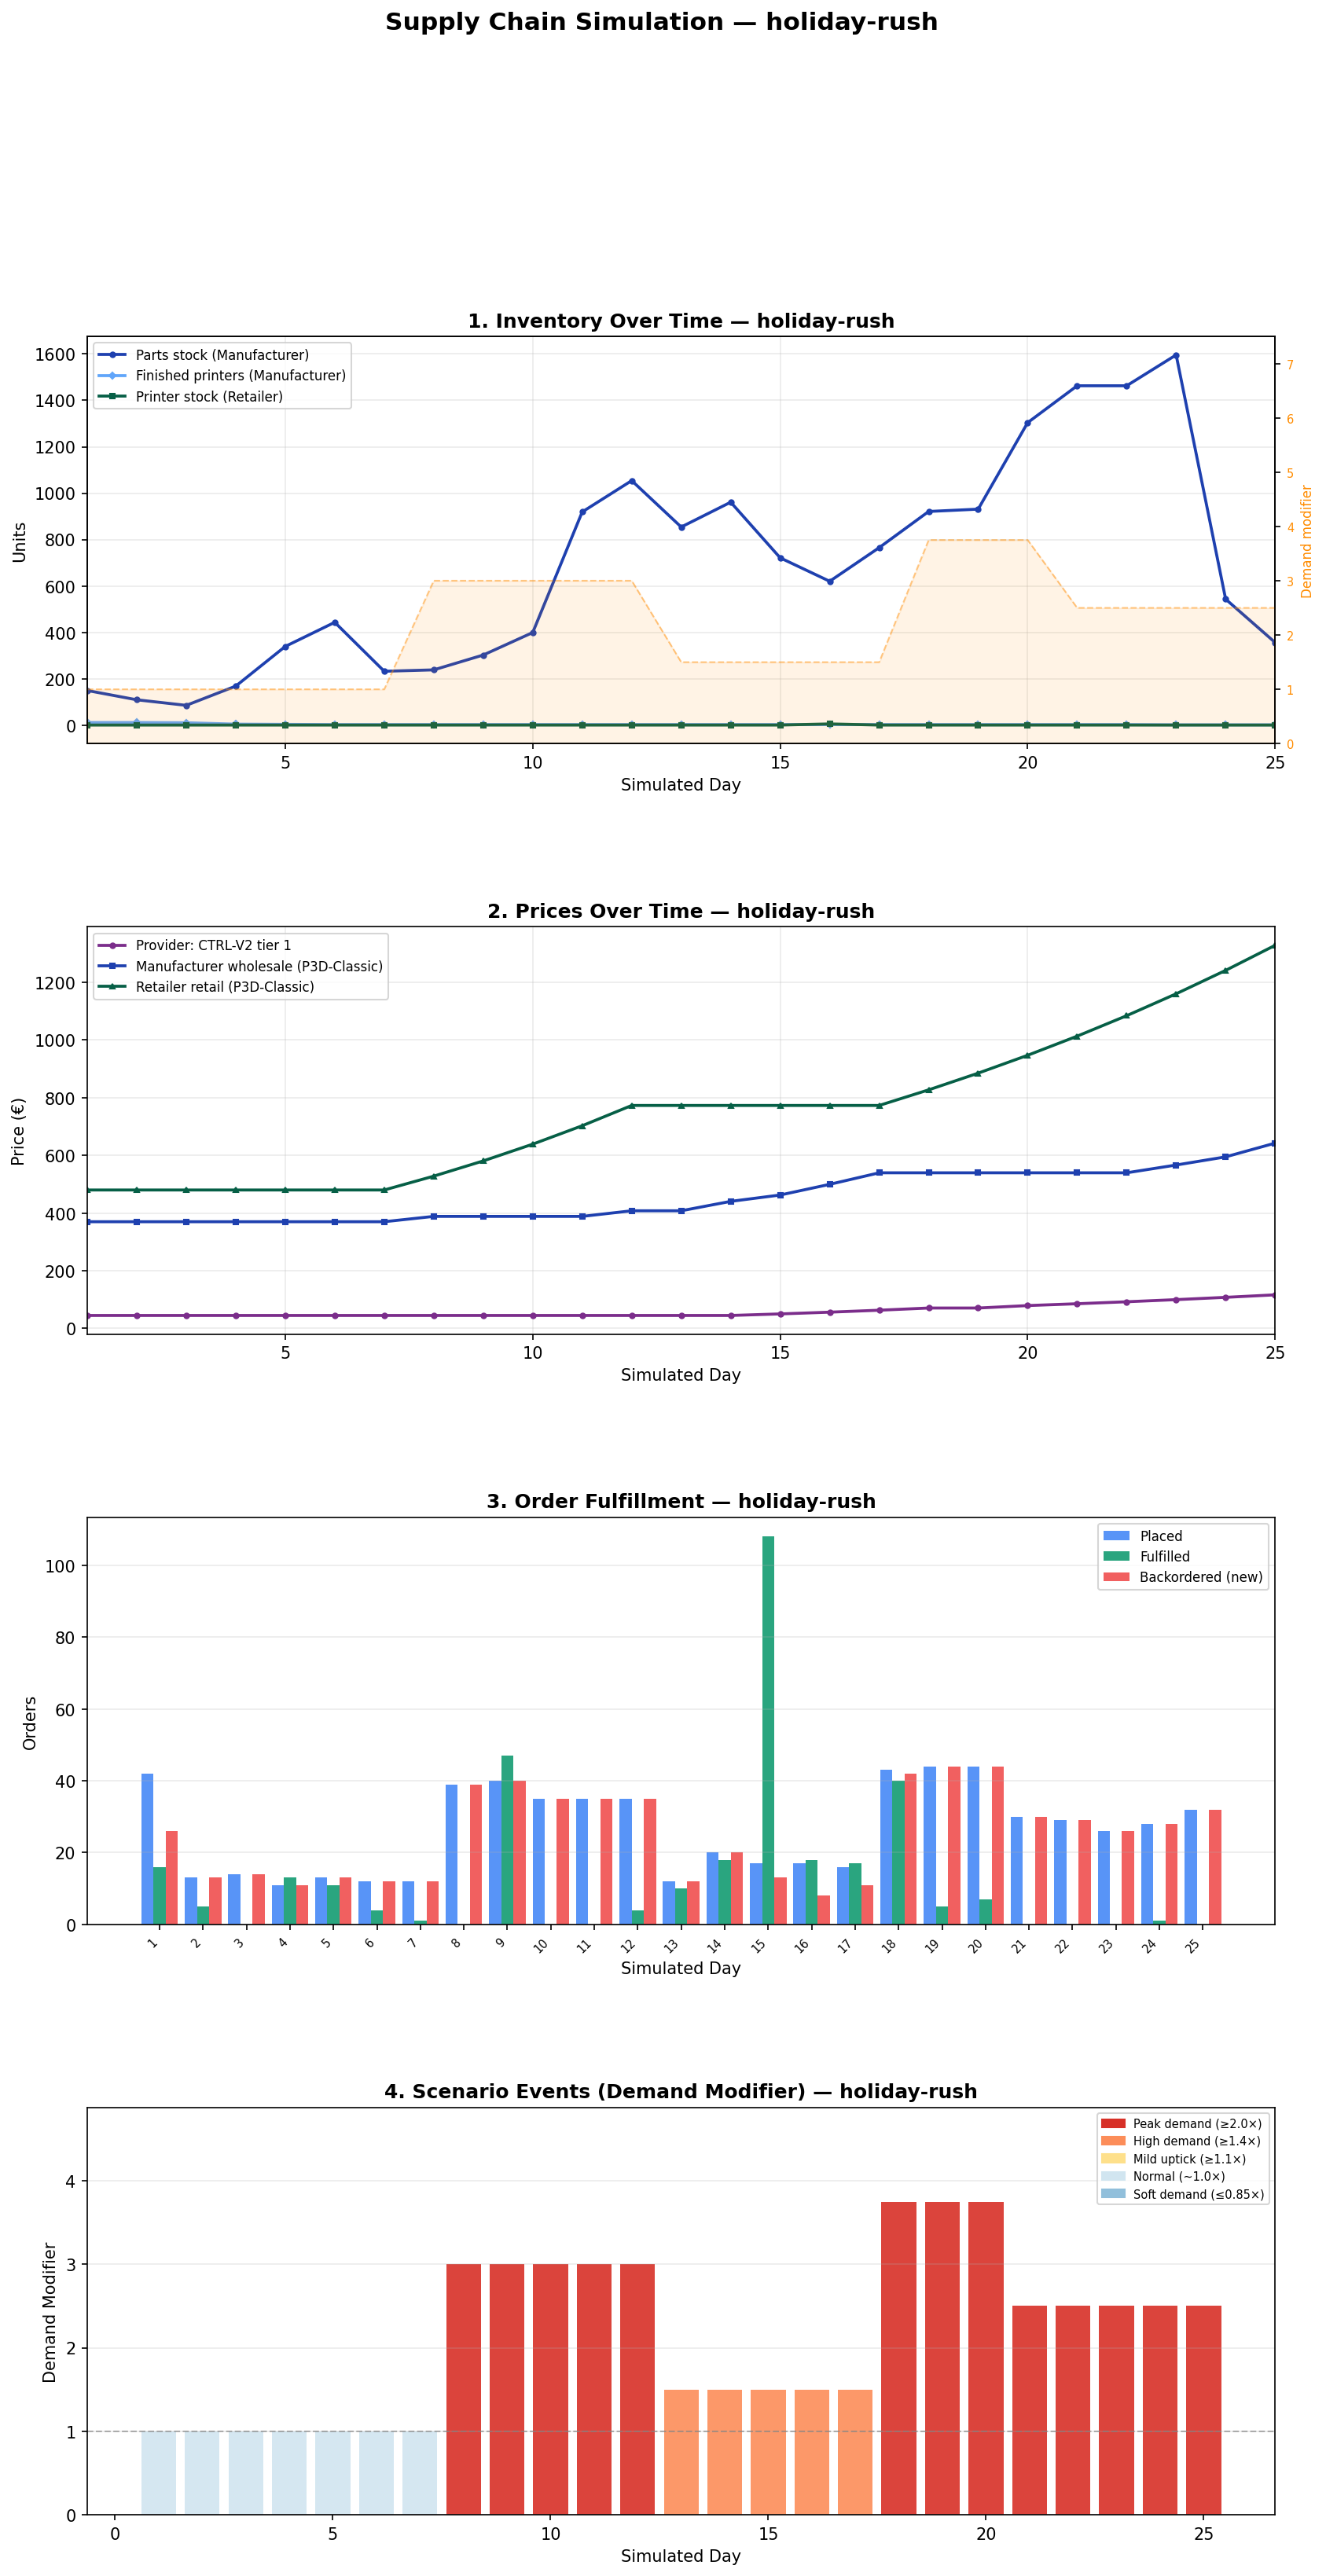 Supply Chain Simulation — holiday-rush
1. Inventory Over Time — holiday-rush
Parts stock (Manufacturer)
Finished printers (Manufacturer)
Printer stock (Retailer)
1600
1400
1200
1000
800
600
400
200
0
Units
7
6
5
4
3
2
1
0
Demand modifier
5 10 15 20 25
Simulated Day
2. Prices Over Time — holiday-rush
Provider: CTRL-V2 tier 1
Manufacturer wholesale (P3D-Classic)
Retailer retail (P3D-Classic)
1200
1000
800
600
400
200
0
Price (€)
5 10 15 20 25
Simulated Day
3. Order Fulfillment — holiday-rush
Placed
Fulfilled
Backordered (new)
100
80
60
40
20
0
Orders
1 2 3 4 5 6 7 8 9 10 11 12 13 14 15 16 17 18 19 20 21 22 23 24 25
Simulated Day
4. Scenario Events (Demand Modifier) — holiday-rush
Peak demand (≥2.0×)
High demand (≥1.4×)
Mild uptick (≥1.1×)
Normal (~1.0×)
Soft demand (≤0.85×)
4
3
2
1
0
Demand Modifier
0 5 10 15 20 25
Simulated Day